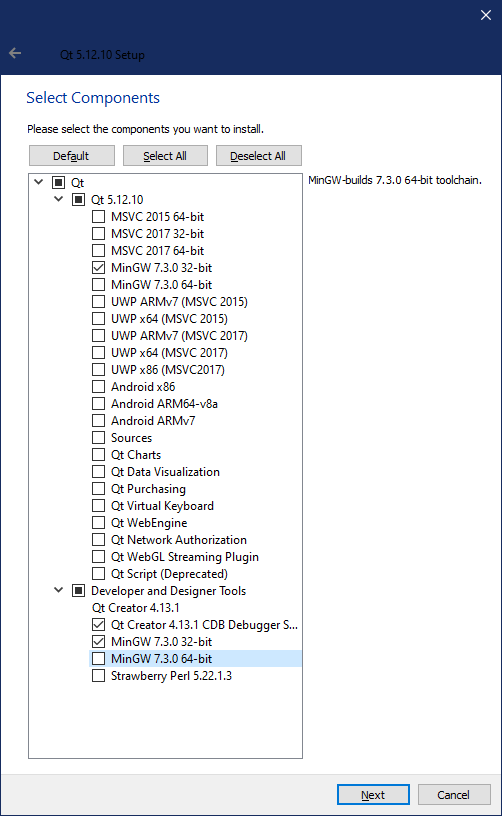 Qt 5.12.10 Setup
Select Components
Please select the components you want to install.
Default
Select All
Deselect All
Qt
Qt 5.12.10
MSVC 2015 64-bit
MSVC 2017 32-bit
MSVC 2017 64-bit
MinGW 7.3.0 32-bit
MinGW 7.3.0 64-bit
UWP ARMv7 (MSVC 2015)
UWP x64 (MSVC 2015)
UWP ARMv7 (MSVC 2017)
UWP x64 (MSVC 2017)
UWP x86 (MSVC2017)
Android x86
Android ARM64-v8a
Android ARMv7
Sources
Qt Charts
Qt Data Visualization
Qt Purchasing
Qt Virtual Keyboard
Qt WebEngine
Qt Network Authorization
Qt WebGL Streaming Plugin
Qt Script (Deprecated)
Developer and Designer Tools
Qt Creator 4.13.1
Qt Creator 4.13.1 CDB Debugger S...
MinGW 7.3.0 32-bit
MinGW 7.3.0 64-bit
Strawberry Perl 5.22.1.3
MinGW-builds 7.3.0 64-bit toolchain.
Next
Cancel